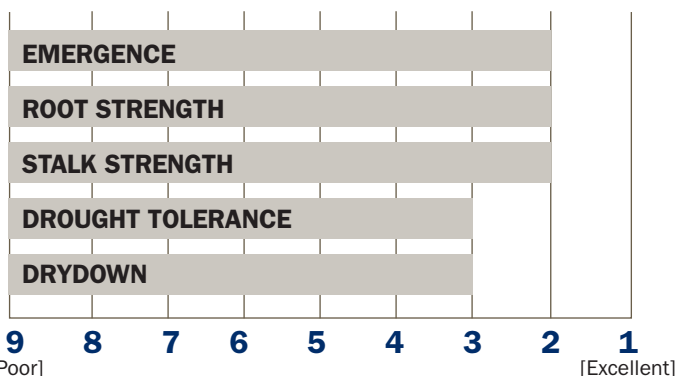 EMERGENCE
ROOT STRENGTH
STALK STRENGTH
DROUGHT TOLERANCE
DRYDOWN
9 8 7 6 5 4 3 2 1
Poor] [Excellent]